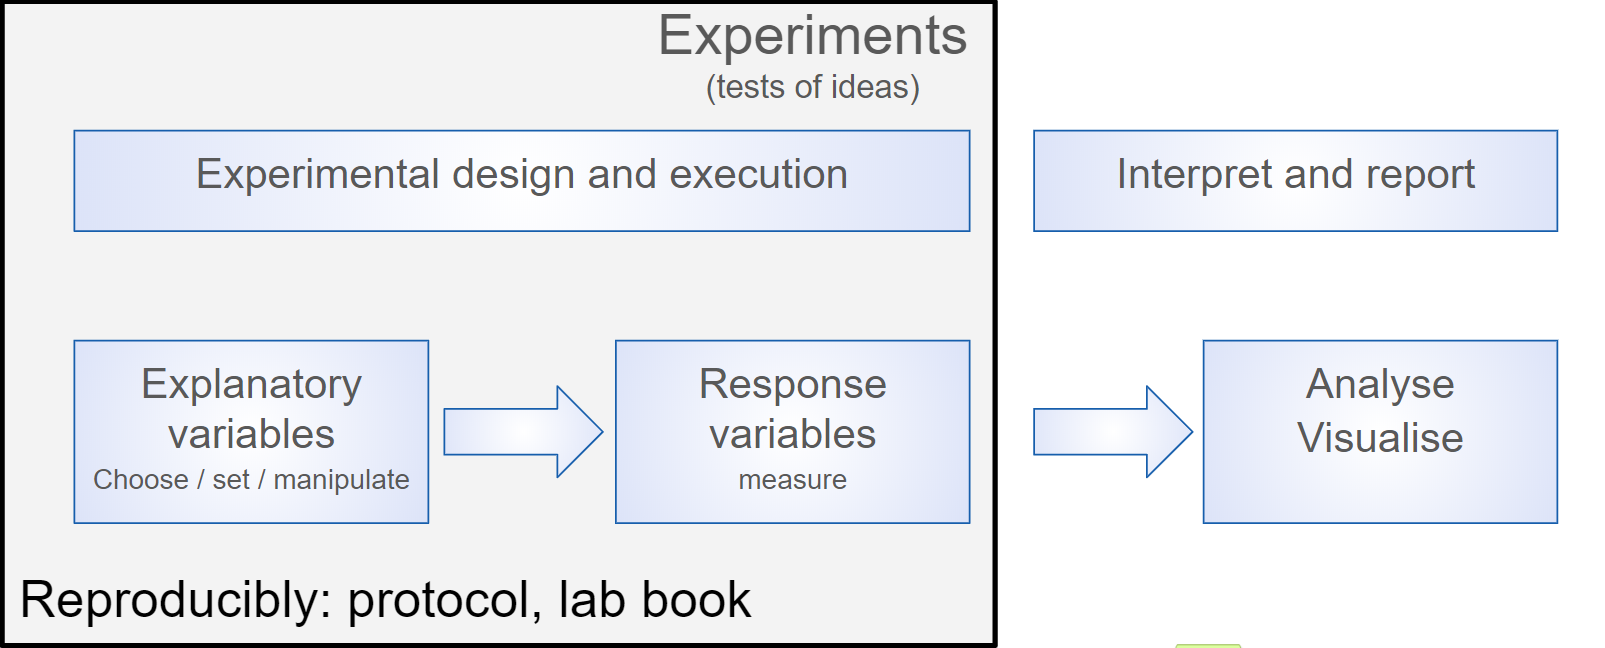 Experiments
(tests of ideas)
Experimental design and execution
Interpret and report
Explanatory
variables
Choose / set / manipulate
Response
variables
measure
Analyse
Visualise
Reproducibly: protocol, lab book